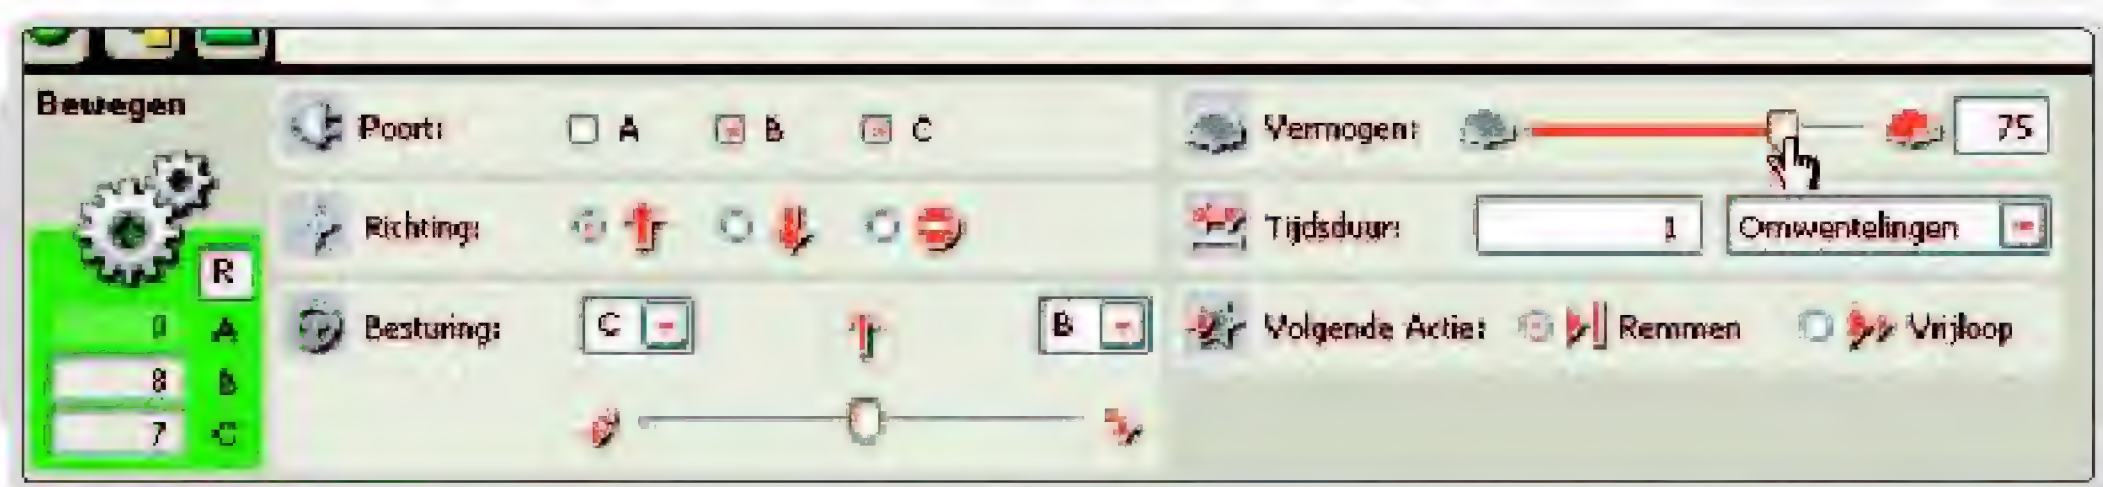 Bewegen
R
0 A
8 B
7 C
Poort: A B C
Richting:
Besturing: C B
Vermogen: 75
Tijdsduur: 1 Omwentelingen
Volgende Actie: Remmen Vrijloop